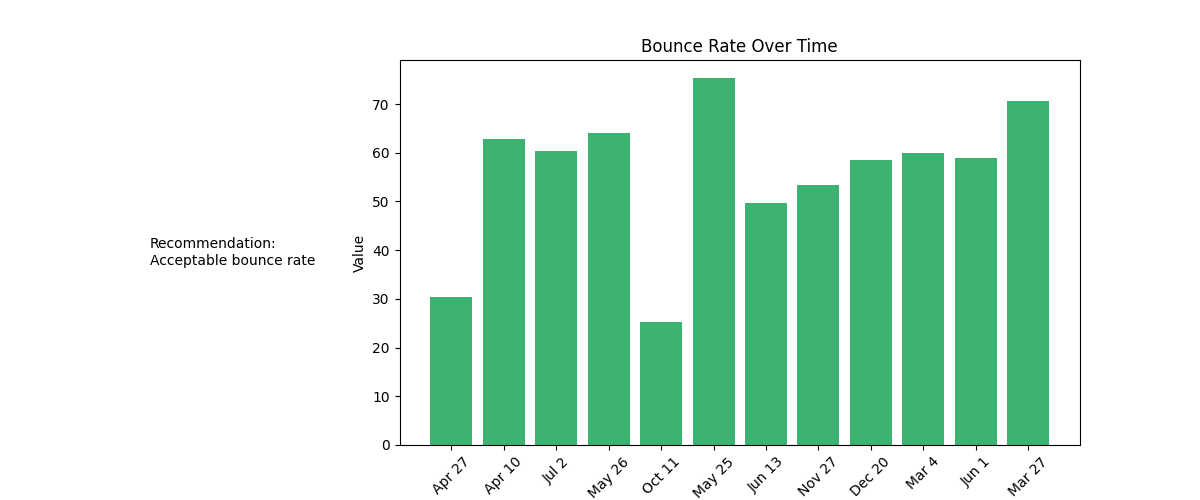 Bounce Rate Over Time
Recommendation:
Acceptable bounce rate
Value
70
60
50
40
30
20
10
0
Apr 27
Apr 10
Jul 2
May 26
Oct 11
May 25
Jun 13
Nov 27
Dec 20
Mar 4
Jun 1
Mar 27